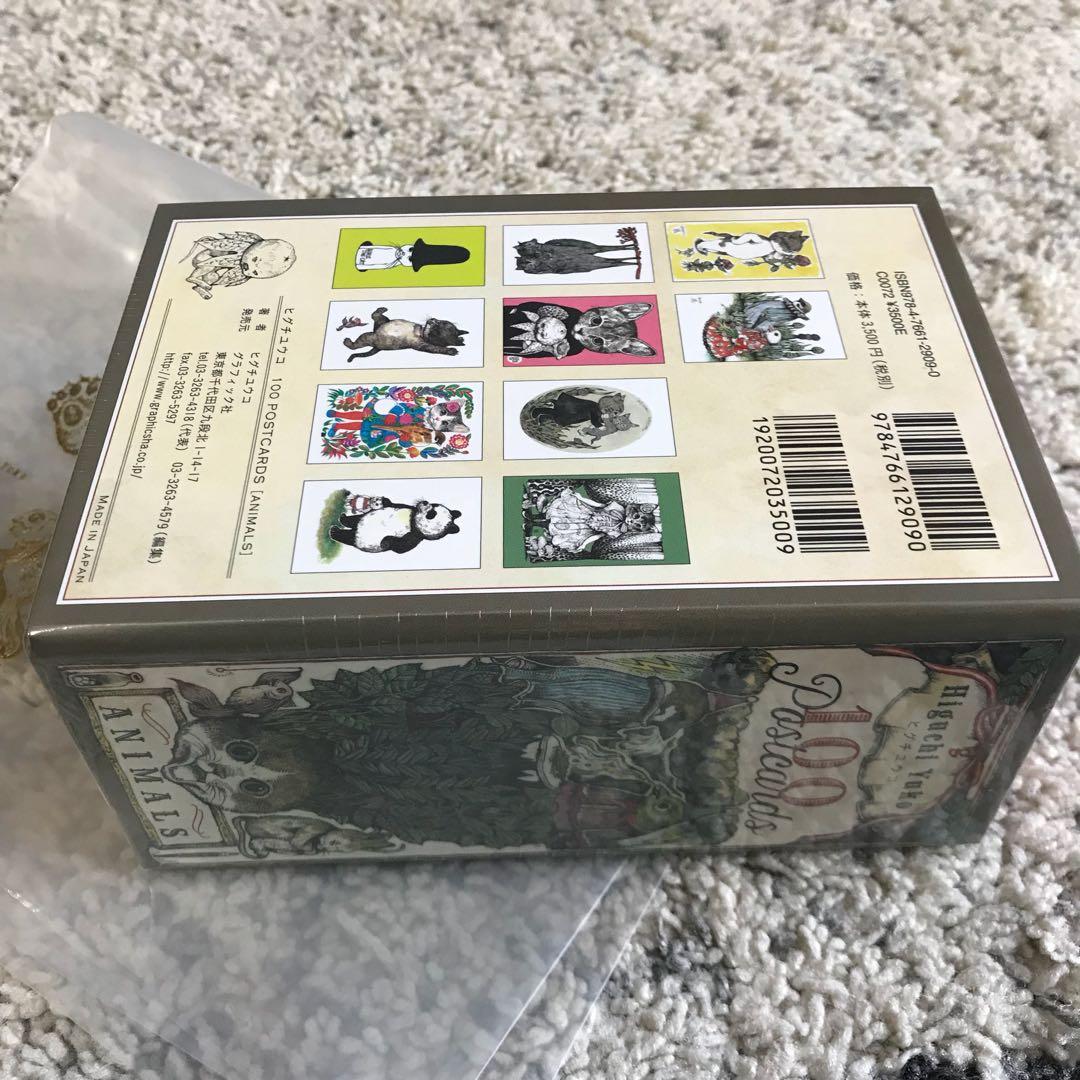 ISBN978-4-7661-2909-0
C0072 ¥3500E
価格：本体 3,500円(税別)
9784766129090
1920072035009
ヒグチユウコ 100 POSTCARDS [ANIMALS]
著 者 ヒグチユウコ
発売元 グラフィック社
東京都千代田区九段北 1-14-17
tel.03-3263-4318(代表) 03-3263-4579(編集)
fax.03-3263-5297
http://www.graphicsha.co.jp/
MADE IN JAPAN
Higuchi Yuko
ヒグチユウコ
100
Postcards
ANIMALS